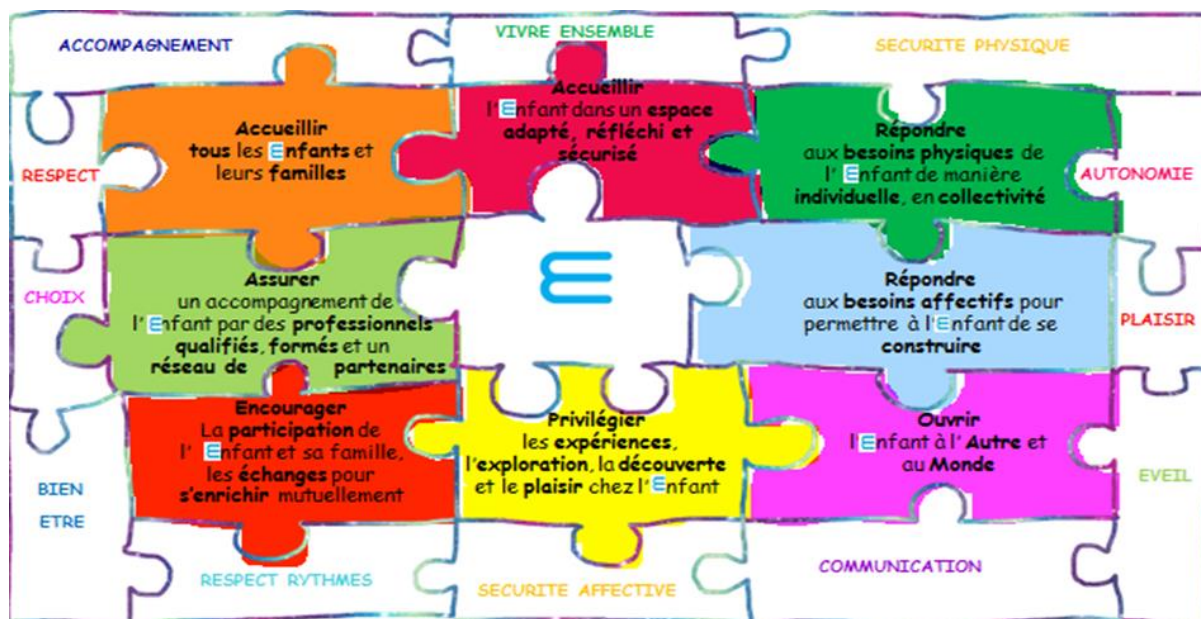 ACCOMPAGNEMENT
VIVRE ENSEMBLE
SECURITE PHYSIQUE
Accueillir
tous les Enfants et
leurs familles
Accueillir
l'Enfant dans un espace
adapté, réfléchi et
sécurisé
Répondre
aux besoins physiques de
l' Enfant de manière
individuelle, en collectivité
RESPECT
AUTONOMIE
CHOIX
Assurer
un accompagnement de
l'Enfant par des professionnels
qualifiés, formés et un
réseau de partenaires
E
Répondre
aux besoins affectifs pour
permettre à l'Enfant de se
construire
PLAISIR
Encourager
La participation de
l' Enfant et sa famille,
les échanges pour
s'enrichir mutuellement
Privilégier
les expériences,
l'exploration, la découverte
et le plaisir chez l'Enfant
Ouvrir
l'Enfant à l' Autre et
au Monde
BIEN
ETRE
EVEIL
RESPECT RYTHMES
SECURITE AFFECTIVE
COMMUNICATION